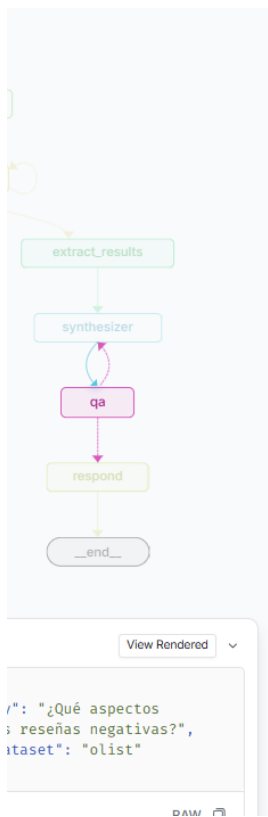 extract_results
synthesizer
qa
respond
__end__
View Rendered
y": "¿Qué aspectos
s reseñas negativas?",
ataset": "olist"
RAW